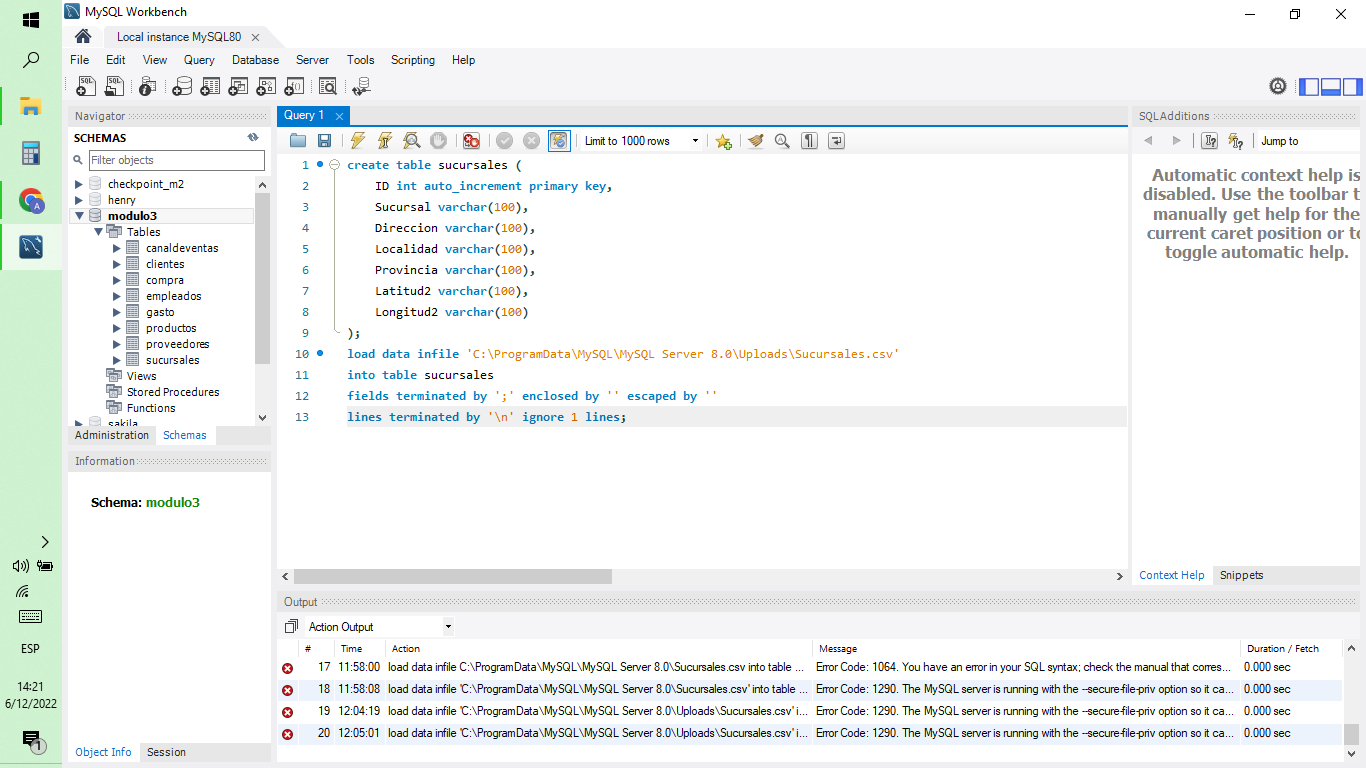 MySQL Workbench
Local instance MySQL80
File Edit View Query Database Server Tools Scripting Help
Navigator
SCHEMAS
Filter objects
checkpoint_m2
henry
modulo3
Tables
canaldeventas
clientes
compra
empleados
gasto
productos
proveedores
sucursales
Views
Stored Procedures
Functions
sakila
Administration Schemas
Information
Schema: modulo3
Object Info Session
Query 1
Limit to 1000 rows
1 create table sucursales (
2 ID int auto_increment primary key,
3 Sucursal varchar(100),
4 Direccion varchar(100),
5 Localidad varchar(100),
6 Provincia varchar(100),
7 Latitud2 varchar(100),
8 Longitud2 varchar(100)
9 );
10 load data infile 'C:\ProgramData\MySQL\MySQL Server 8.0\Uploads\Sucursales.csv'
11 into table sucursales
12 fields terminated by ';' enclosed by '' escaped by ''
13 lines terminated by '\n' ignore 1 lines;
SQLAdditions
Jump to
Automatic context help is
disabled. Use the toolbar t
manually get help for the
current caret position or to
toggle automatic help.
Context Help Snippets
Output
Action Output
# Time Action Message Duration / Fetch
17 11:58:00 load data infile C:\ProgramData\MySQL\MySQL Server 8.0\Sucursales.csv into table ... Error Code: 1064. You have an error in your SQL syntax; check the manual that corres... 0.000 sec
18 11:58:08 load data infile 'C:\ProgramData\MySQL\MySQL Server 8.0\Sucursales.csv' into table ... Error Code: 1290. The MySQL server is running with the --secure-file-priv option so it ca... 0.000 sec
19 12:04:19 load data infile 'C:\ProgramData\MySQL\MySQL Server 8.0\Uploads\Sucursales.csv' i... Error Code: 1290. The MySQL server is running with the --secure-file-priv option so it ca... 0.000 sec
20 12:05:01 load data infile 'C:\ProgramData\MySQL\MySQL Server 8.0\Uploads\Sucursales.csv' i... Error Code: 1290. The MySQL server is running with the --secure-file-priv option so it ca... 0.000 sec
ESP
14:21
6/12/2022
1